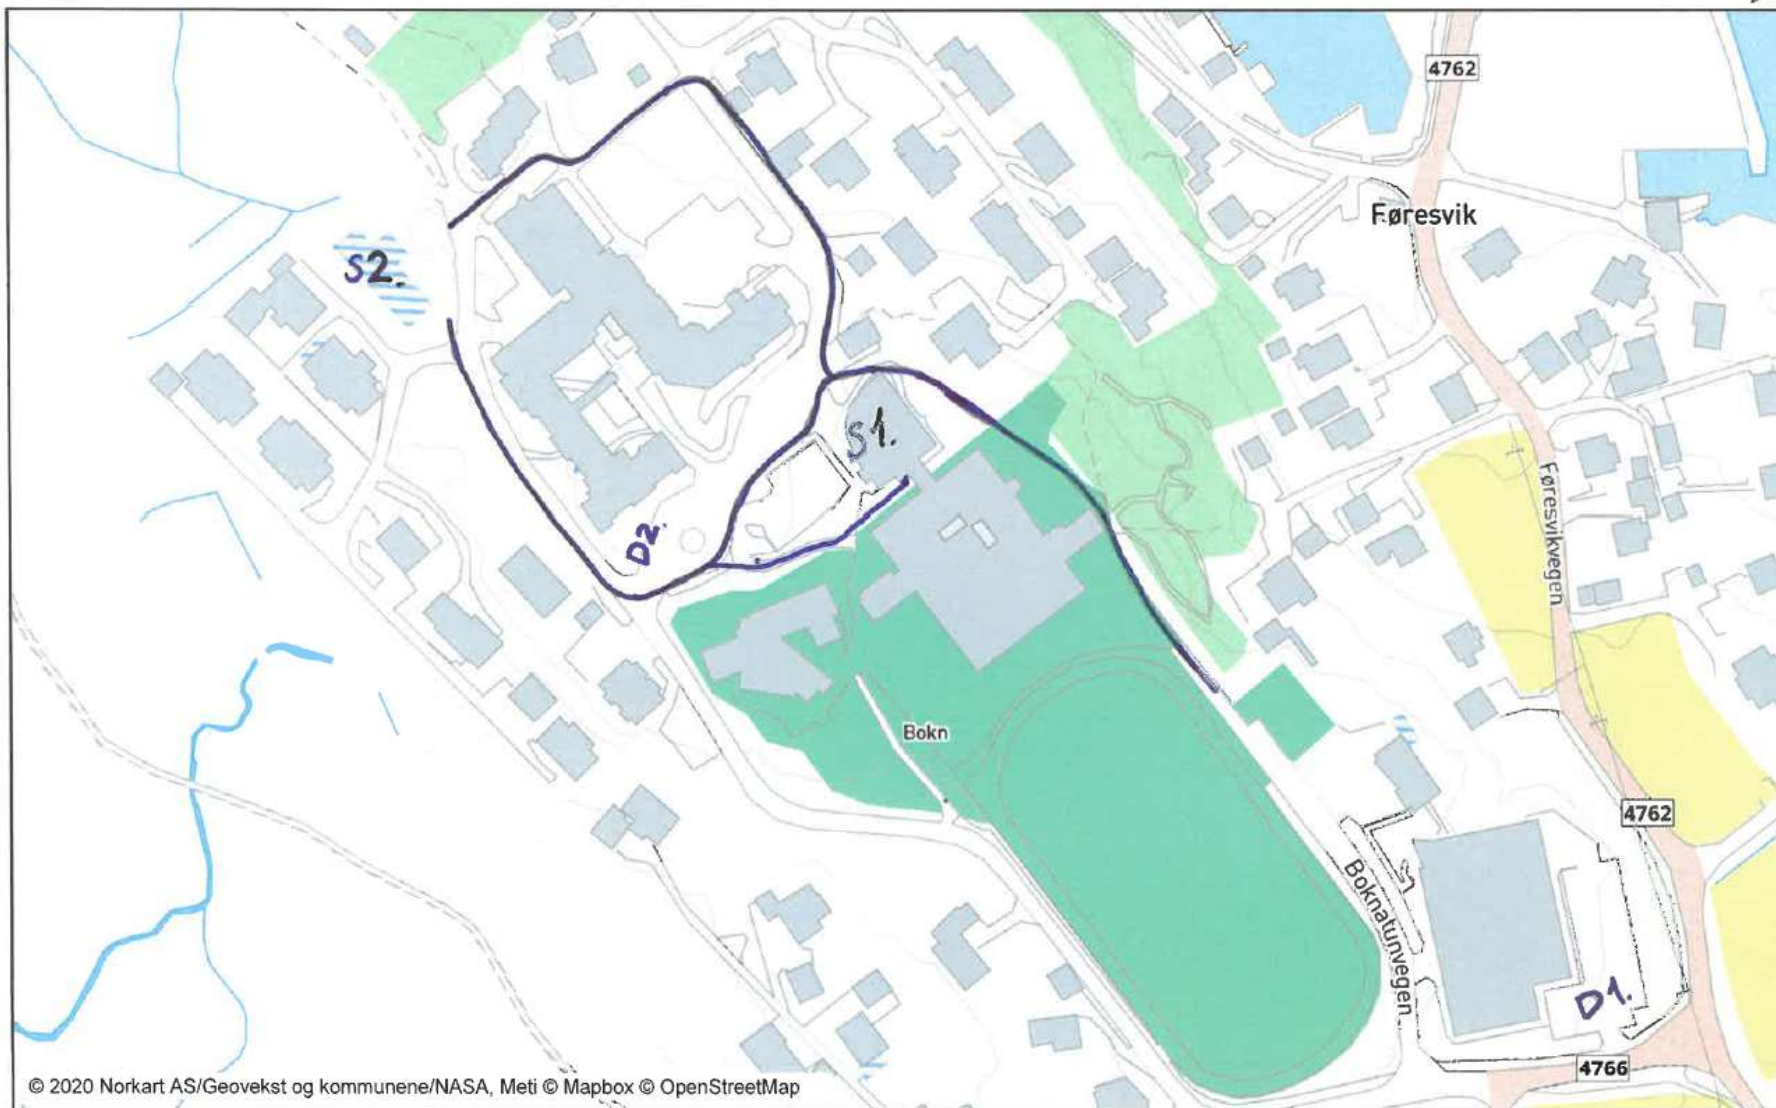 4762
Føresvik
S2.
S1.
Føresvikvegen
D2.
Bokn
4762
Boknatunvegen
D1.
4766
© 2020 Norkart AS/Geovekst og kommunene/NASA, Meti © Mapbox © OpenStreetMap